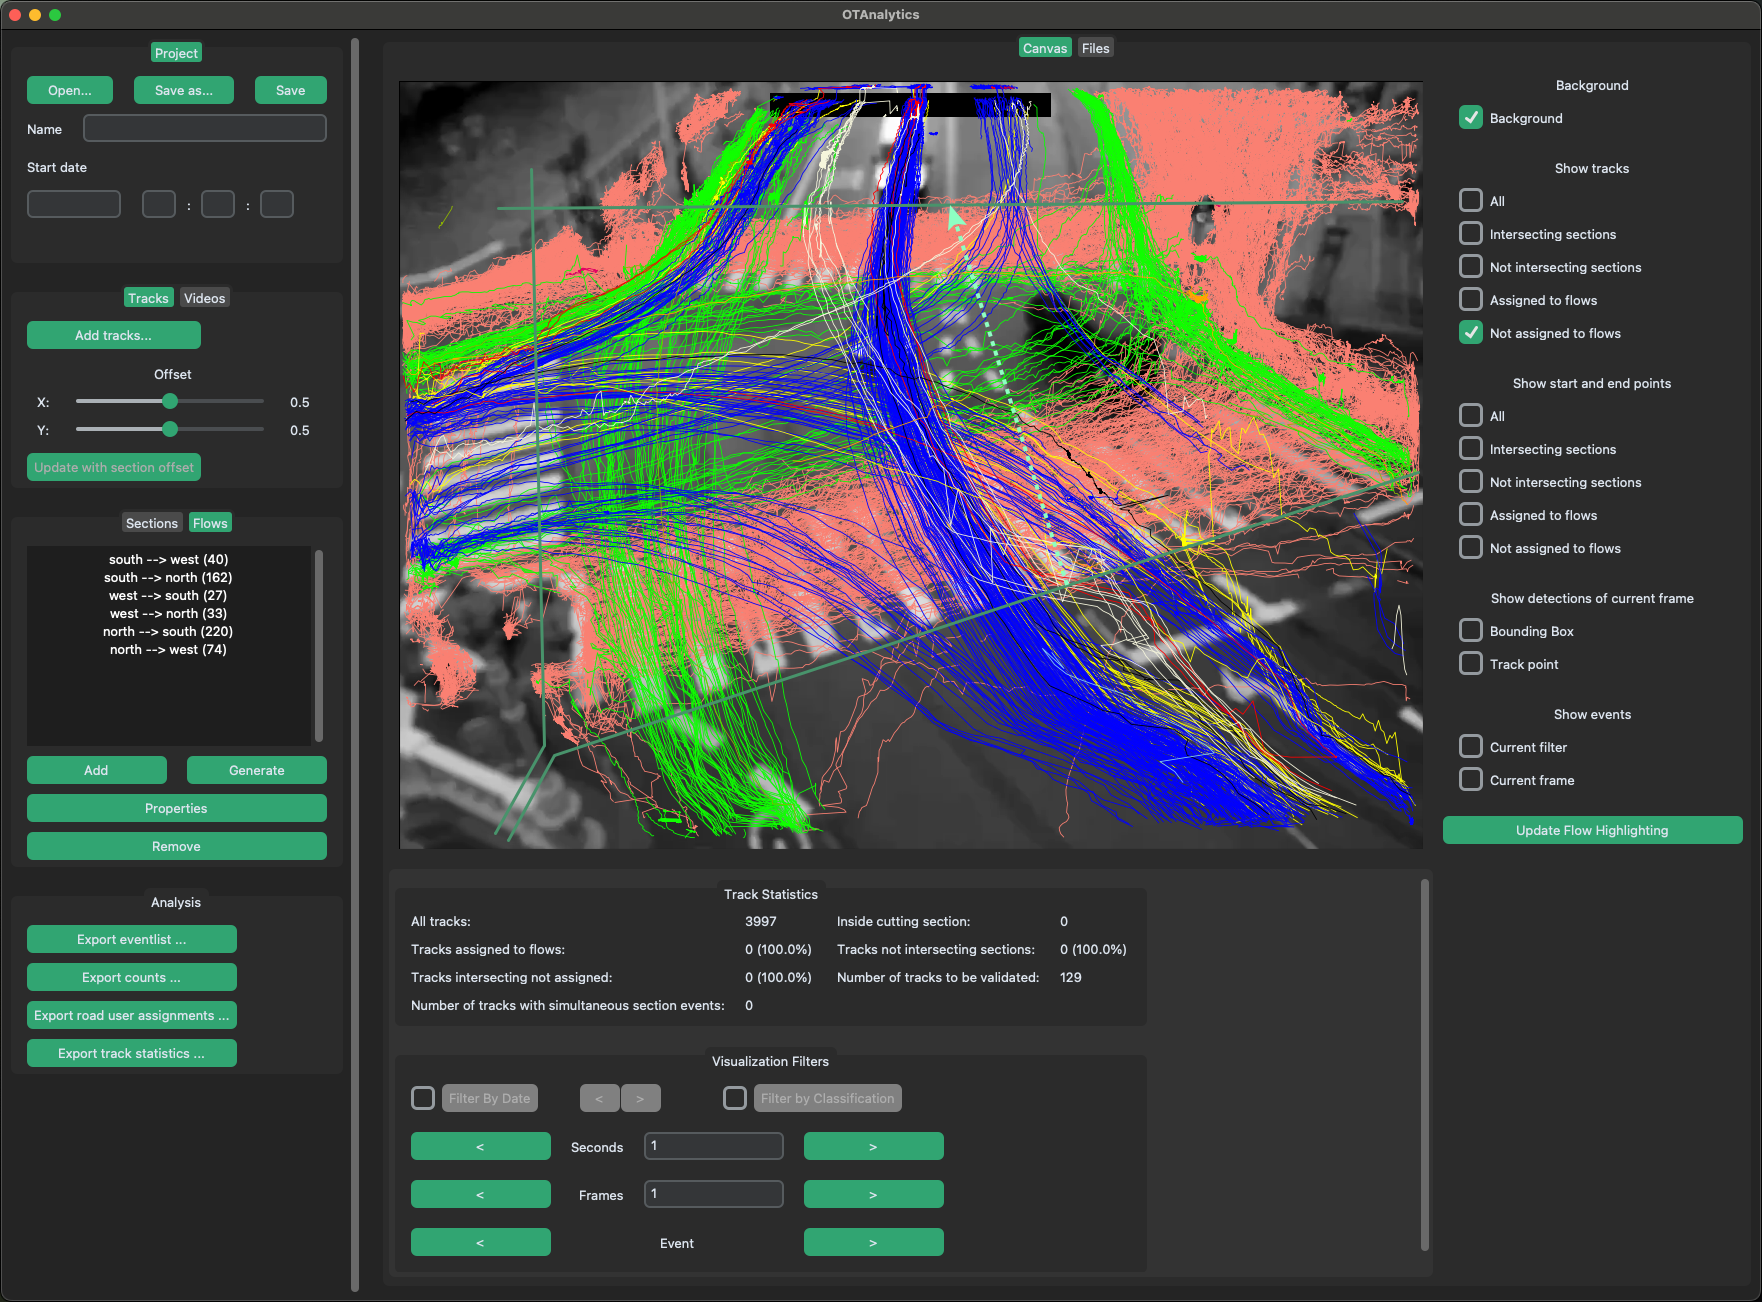 OTAnalytics
Project
Open...
Save as...
Save
Name
Start date
:
:
Tracks
Videos
Add tracks...
Offset
X:
0.5
Y:
0.5
Update with section offset
Sections
Flows
south --> west (40)
south --> north (162)
west --> south (27)
west --> north (33)
north --> south (220)
north --> west (74)
Add
Generate
Properties
Remove
Analysis
Export eventlist ...
Export counts ...
Export road user assignments ...
Export track statistics ...
Canvas
Files
Track Statistics
All tracks:
3997
Inside cutting section:
0
Tracks assigned to flows:
0 (100.0%)
Tracks not intersecting sections:
0 (100.0%)
Tracks intersecting not assigned:
0 (100.0%)
Number of tracks to be validated:
129
Number of tracks with simultaneous section events:
0
Visualization Filters
Filter By Date
<
>
Filter by Classification
<
Seconds
1
>
<
Frames
1
>
<
Event
>
Background
Background
Show tracks
All
Intersecting sections
Not intersecting sections
Assigned to flows
Not assigned to flows
Show start and end points
All
Intersecting sections
Not intersecting sections
Assigned to flows
Not assigned to flows
Show detections of current frame
Bounding Box
Track point
Show events
Current filter
Current frame
Update Flow Highlighting